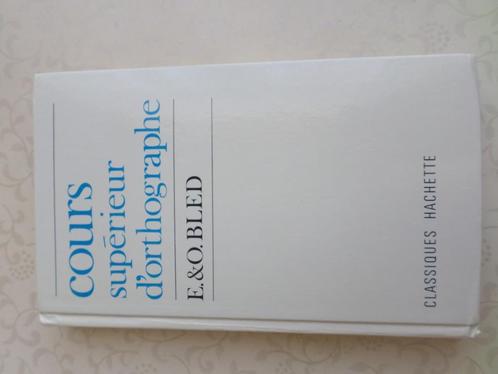 cours
supérieur
d'orthographe
E.&O.BLED
CLASSIQUES HACHETTE